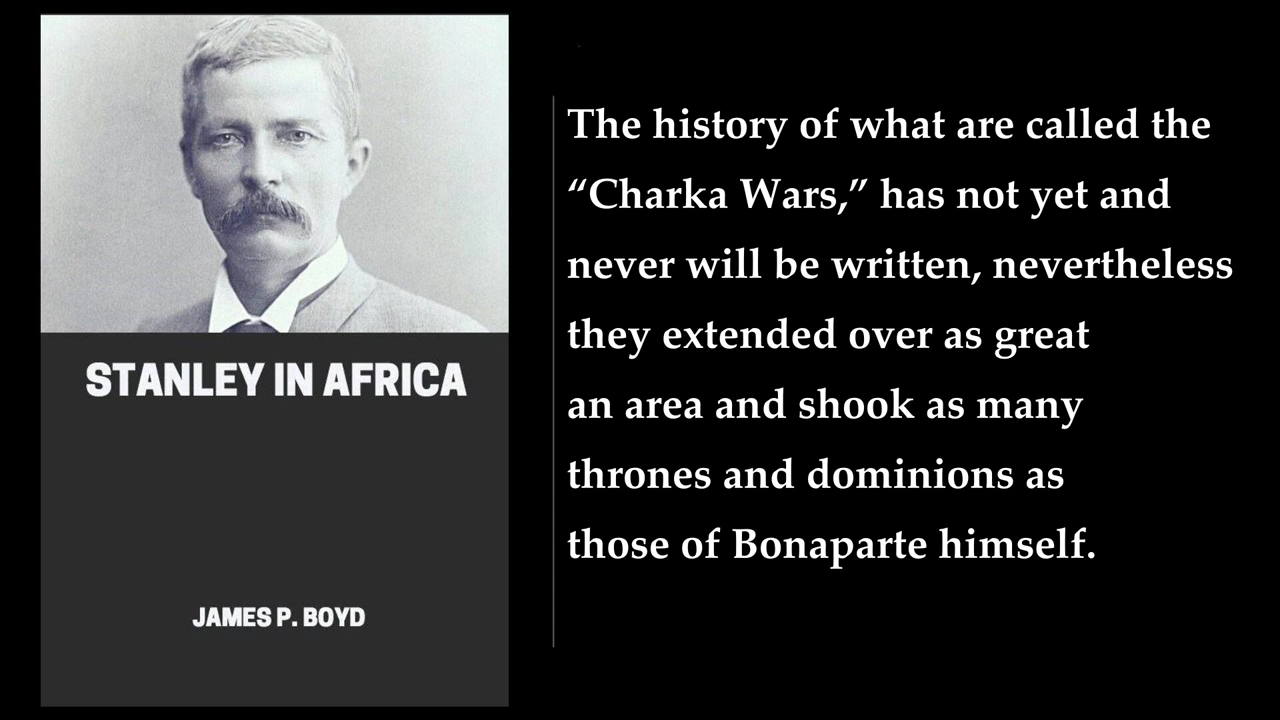 STANLEY IN AFRICA
JAMES P. BOYD
The history of what are called the
“Charka Wars,” has not yet and
never will be written, nevertheless
they extended over as great
an area and shook as many
thrones and dominions as
those of Bonaparte himself.